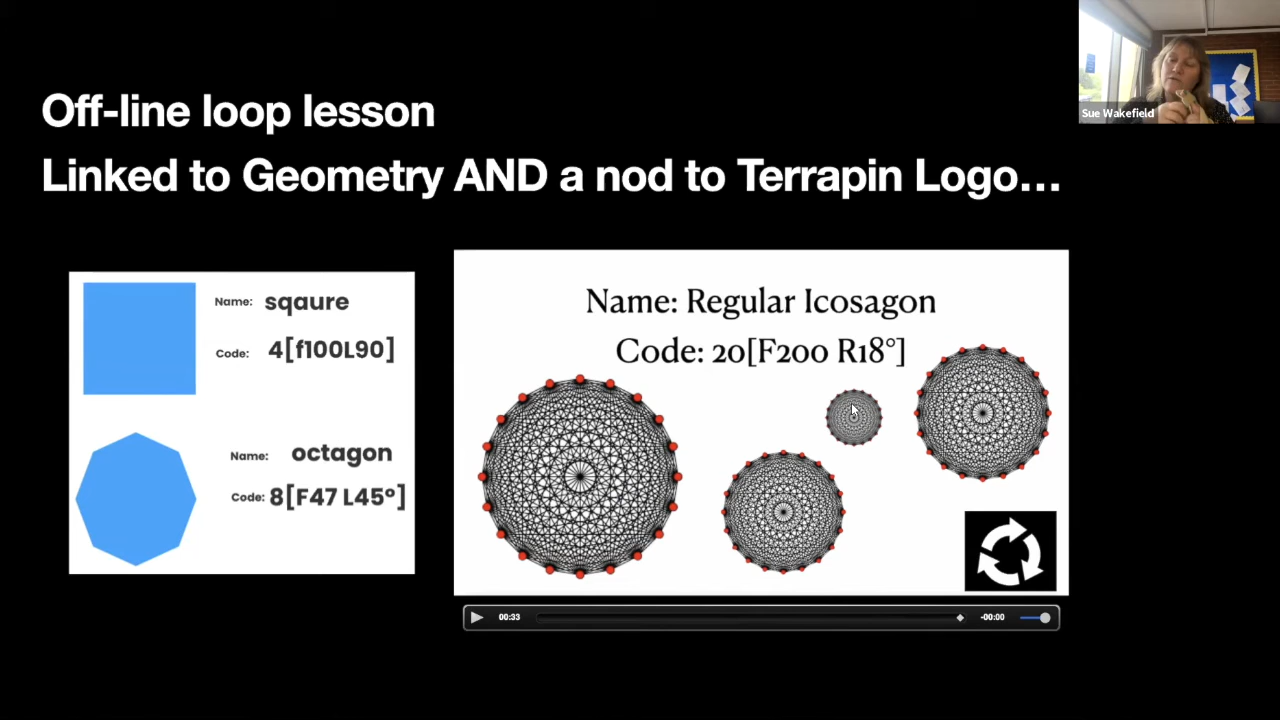 Off-line loop lesson
Linked to Geometry AND a nod to Terrapin Logo...
Sue Wakefield
Name: sqaure
Code: 4[f100L90]
Name: octagon
Code: 8[F47 L45°]
Name: Regular Icosagon
Code: 20[F200 R18°]
00:33
-00:00